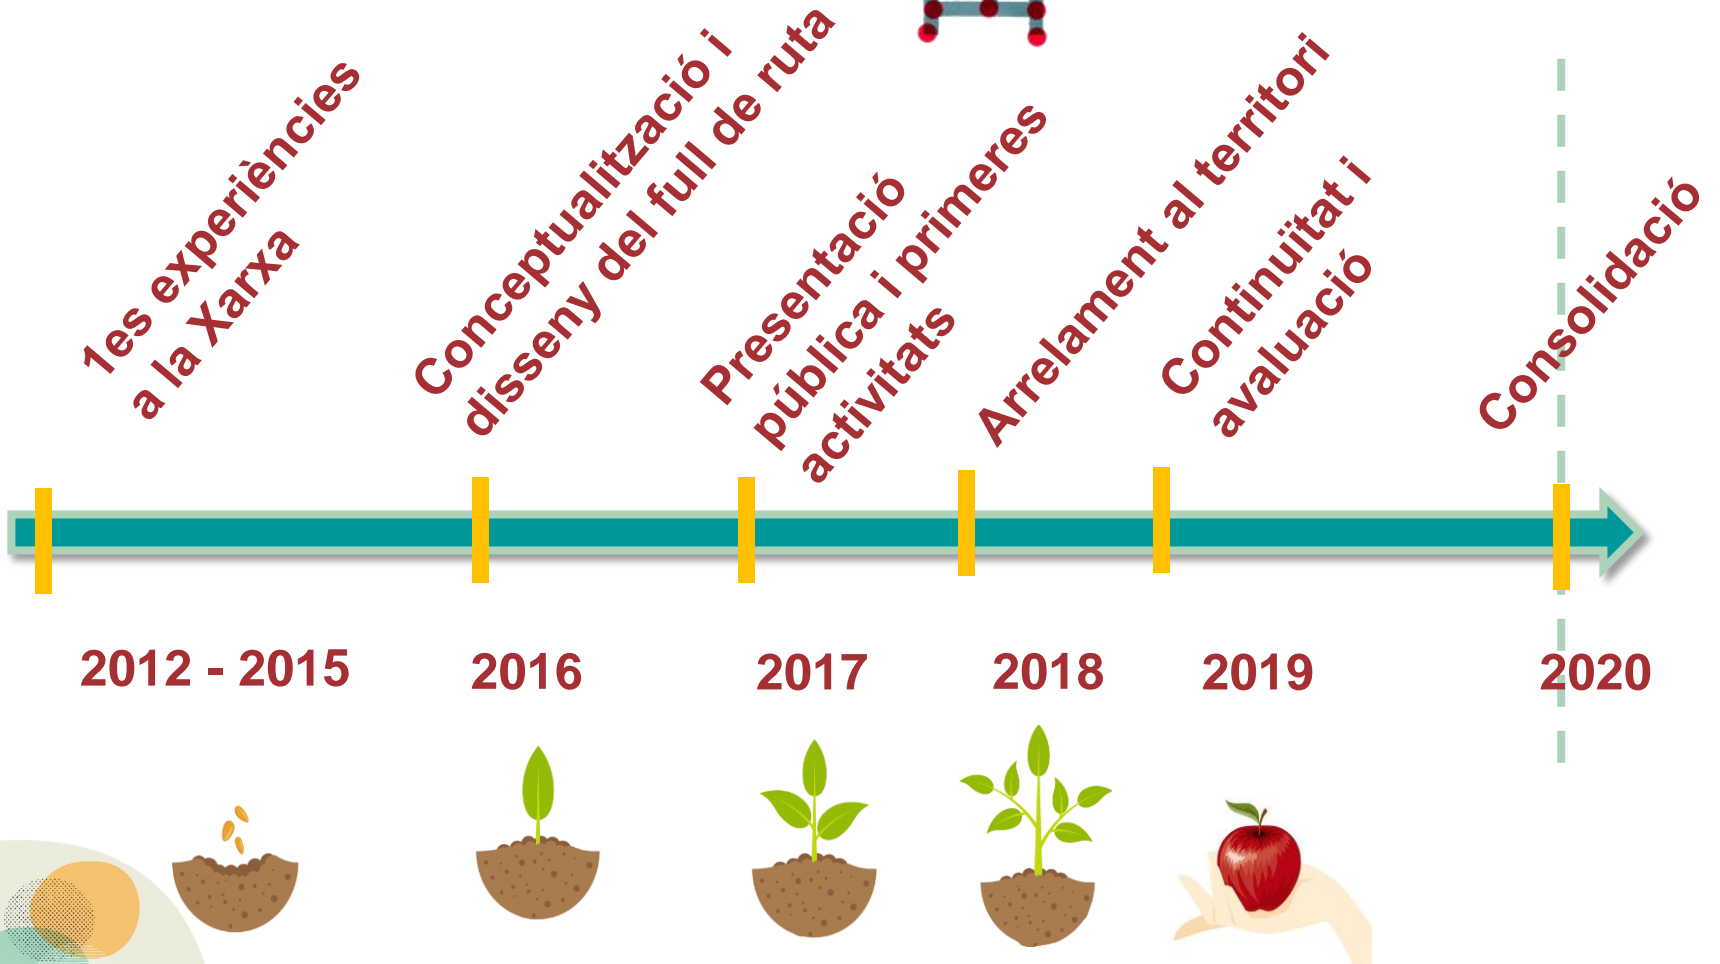 1es experiències
a la Xarxa
Conceptualització i
disseny del full de ruta
Presentació
pública i primeres
activitats
Arrelament al territori
Continuïtat i
avaluació
Consolidació
2012 - 2015
2016
2017
2018
2019
2020